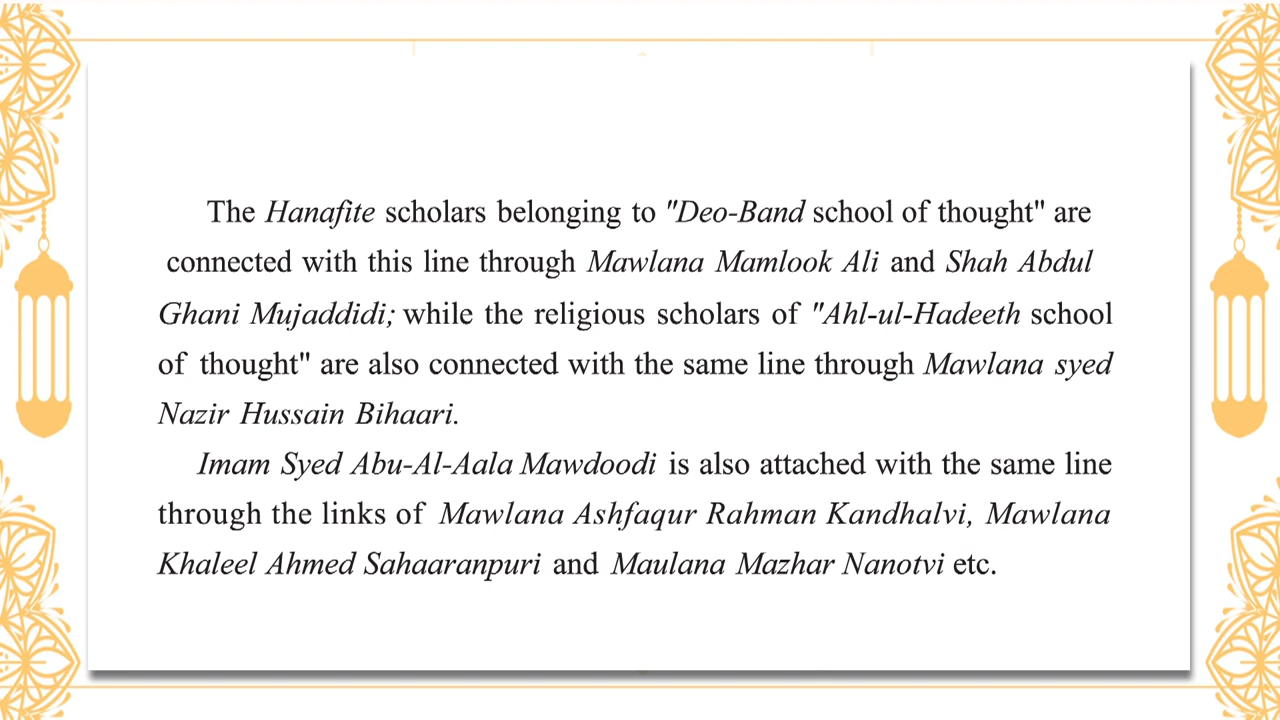 The Hanafite scholars belonging to "Deo-Band school of thought" are
connected with this line through Mawlana Mamlook Ali and Shah Abdul
Ghani Mujaddidi; while the religious scholars of "Ahl-ul-Hadeeth school
of thought" are also connected with the same line through Mawlana syed
Nazir Hussain Bihaari.
Imam Syed Abu-Al-Aala Mawdoodi is also attached with the same line
through the links of Mawlana Ashfaqur Rahman Kandhalvi, Mawlana
Khaleel Ahmed Sahaaranpuri and Maulana Mazhar Nanotvi etc.